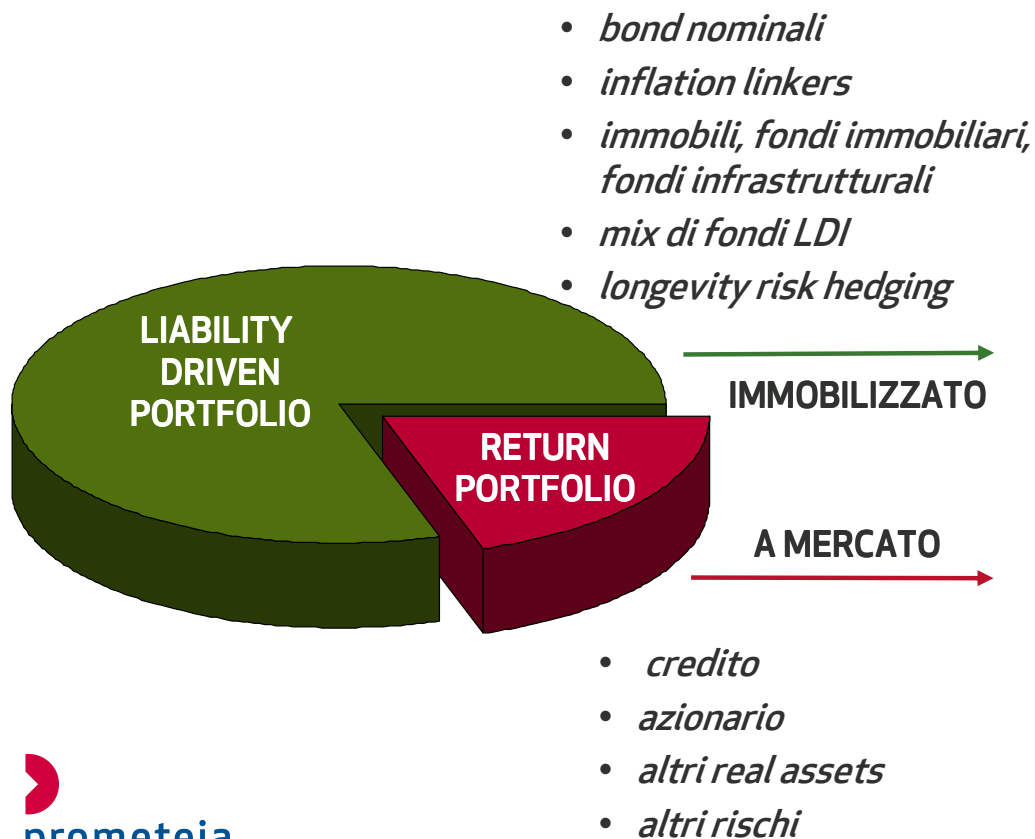 • bond nominali
• inflation linkers
• immobili, fondi immobiliari,
fondi infrastrutturali
• mix di fondi LDI
• longevity risk hedging
LIABILITY
DRIVEN
PORTFOLIO
IMMOBILIZZATO
RETURN
PORTFOLIO
A MERCATO
• credito
• azionario
• altri real assets
• altri rischi
prometeia